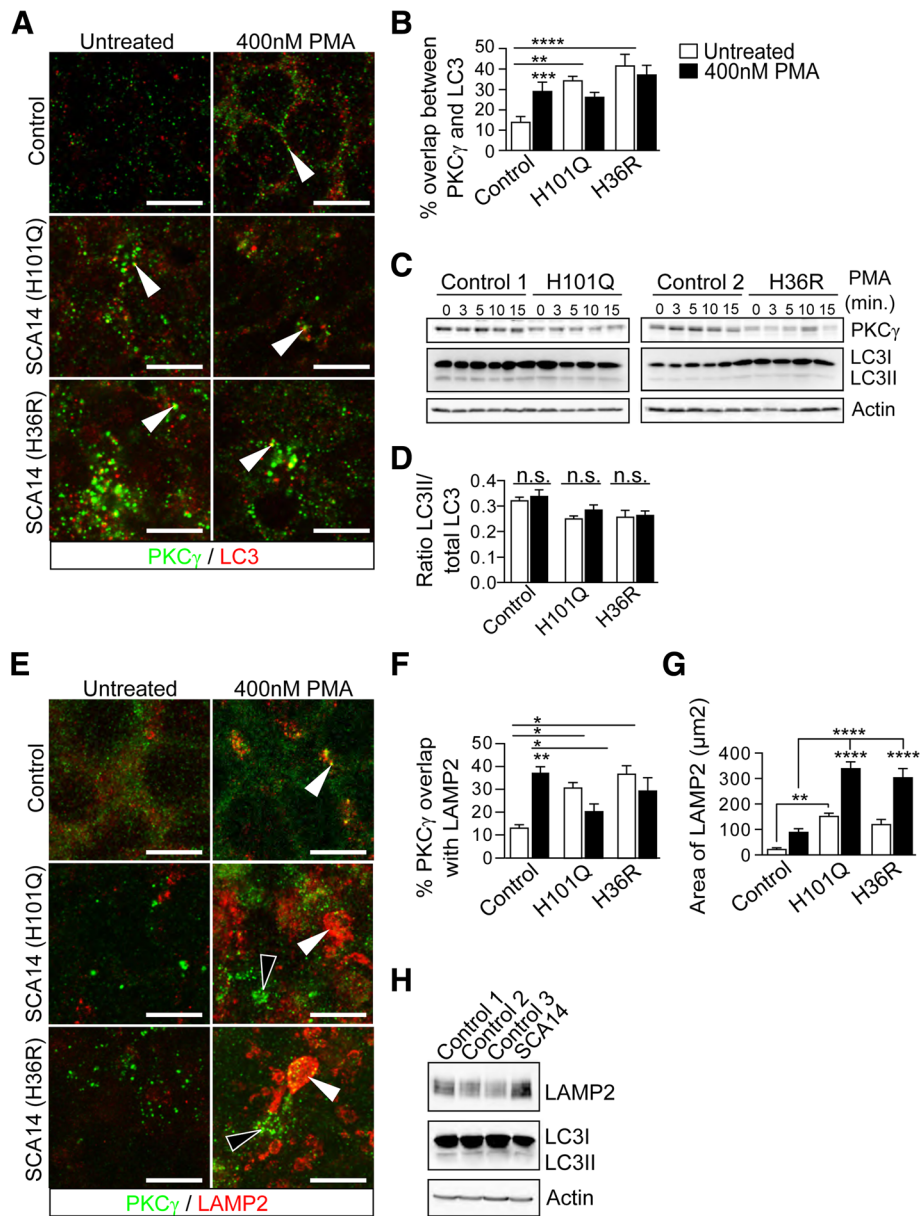 A
Untreated 400nM PMA
Control
SCA14 (H101Q)
SCA14 (H36R)
PKCγ / LC3
B
% overlap between
PKCγ and LC3
50
40
30
20
10
0
****
**
***
Control H101Q H36R
Untreated
400nM PMA
C
Control 1 H101Q Control 2 H36R PMA
0 3 5 10 15 0 3 5 10 15 0 3 5 10 15 0 3 5 10 15 (min.)
PKCγ
LC3I
LC3II
Actin
D
Ratio LC3II/
total LC3
0.4
0.3
0.2
0.1
0.0
n.s. n.s. n.s.
Control H101Q H36R
E
Untreated 400nM PMA
Control
SCA14 (H101Q)
SCA14 (H36R)
PKCγ / LAMP2
F
% PKCγ overlap
with LAMP2
50
40
30
20
10
0
*
*
*
**
Control H101Q H36R
G
Area of LAMP2 (µm2)
400
300
200
100
0
**
****
**** ****
Control H101Q H36R
H
Control 1 Control 2 Control 3 SCA14
LAMP2
LC3I
LC3II
Actin